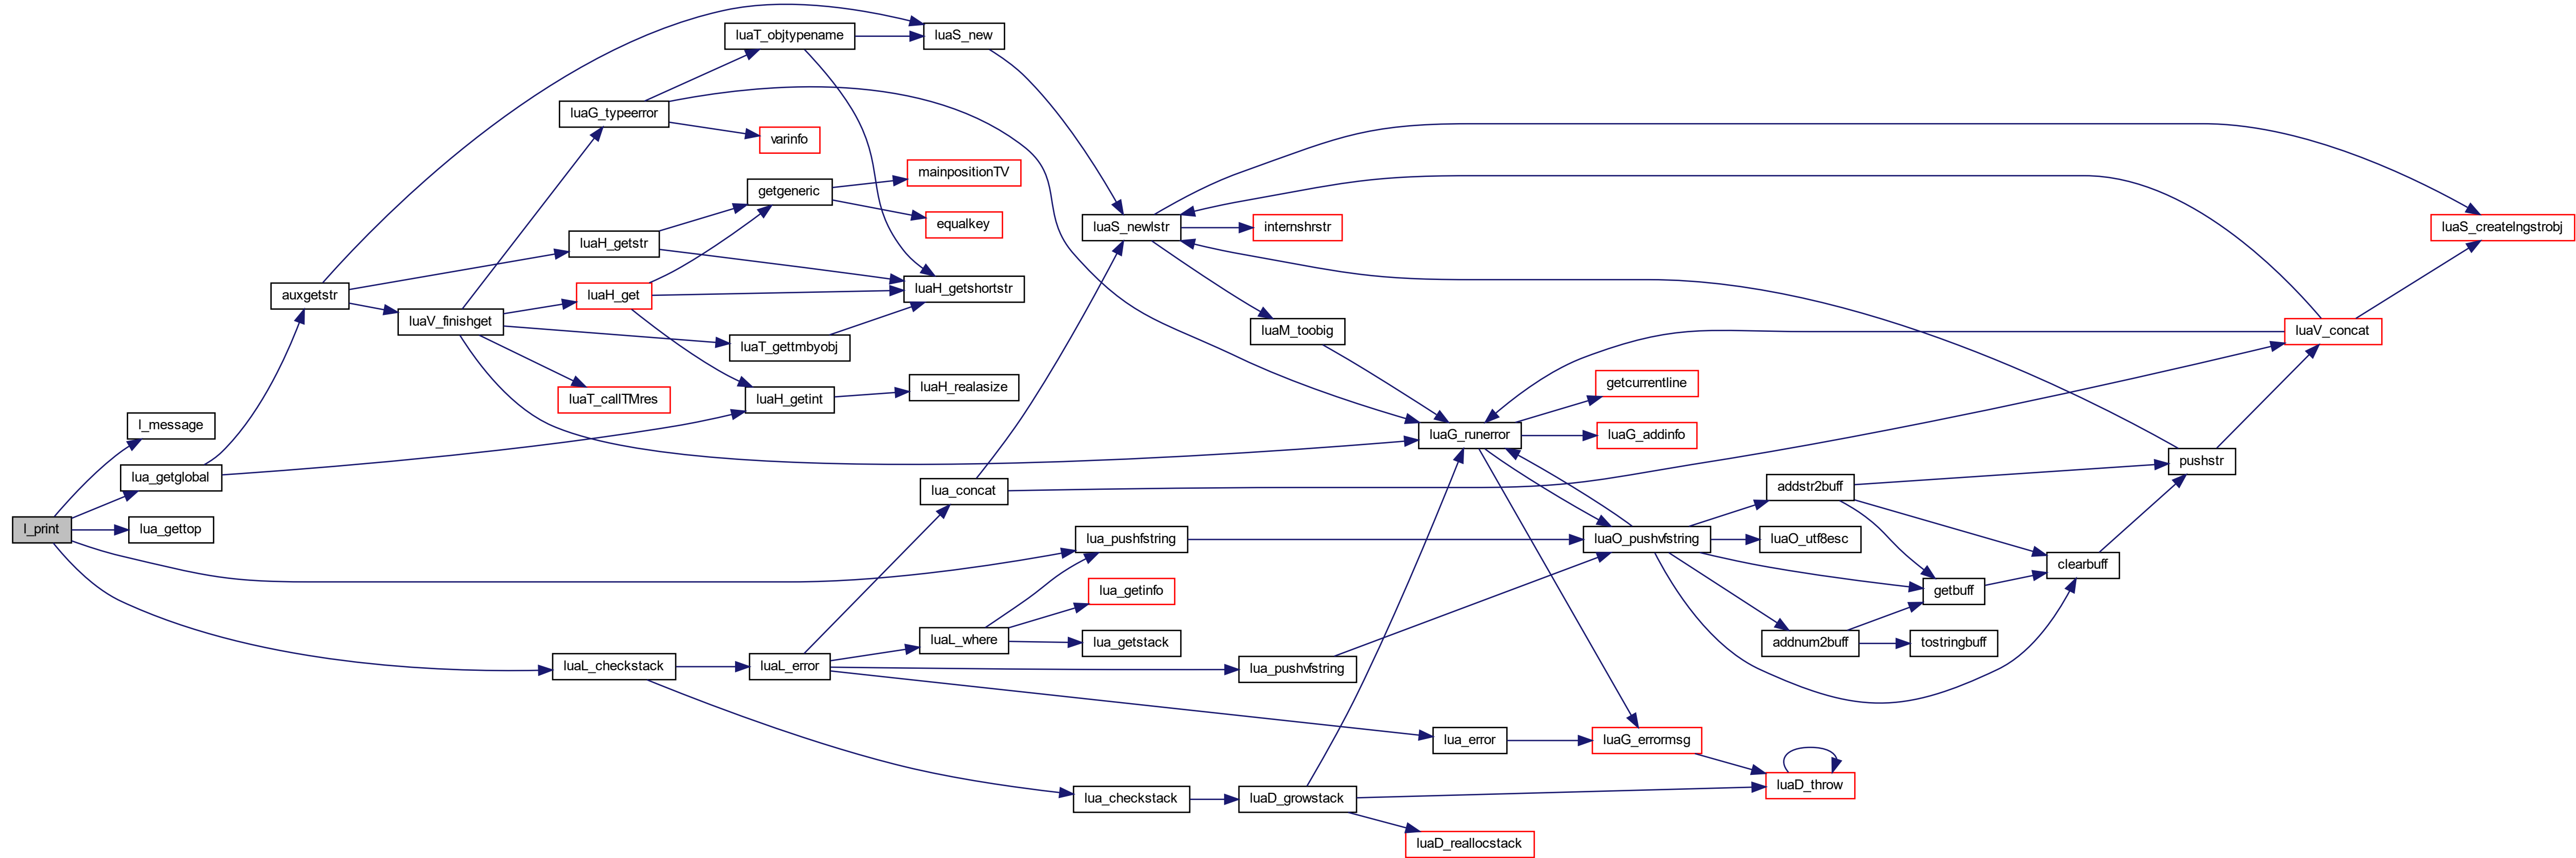 luaT_objtypename
luaS_new
luaG_typeerror
varinfo
mainpositionTV
getgeneric
equalkey
luaS_newlstr
internshrstr
luaS_createlngstrobj
luaH_getstr
auxgetstr
luaH_get
luaH_getshortstr
luaV_finishget
luaM_toobig
luaV_concat
luaT_gettmbyobj
luaT_callTMres
luaH_getint
luaH_realasize
getcurrentline
l_message
luaG_runerror
luaG_addinfo
pushstr
lua_getglobal
lua_concat
addstr2buff
l_print
lua_gettop
lua_pushfstring
luaO_pushvfstring
luaO_utf8esc
clearbuff
lua_getinfo
getbuff
luaL_where
lua_getstack
addnum2buff
tostringbuff
luaL_checkstack
luaL_error
lua_pushvfstring
lua_error
luaG_errormsg
luaD_throw
lua_checkstack
luaD_growstack
luaD_reallocstack